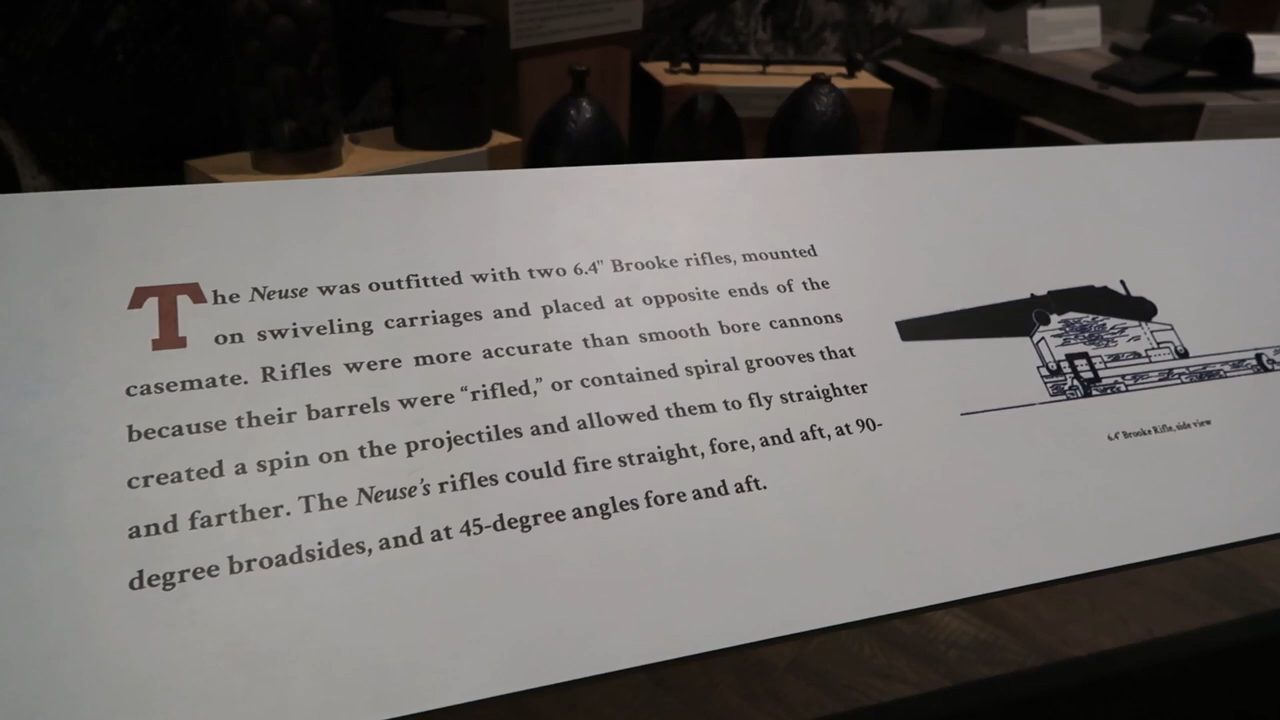 The Neuse was outfitted with two 6.4" Brooke rifles, mounted
on swiveling carriages and placed at opposite ends of the
casemate. Rifles were more accurate than smooth bore cannons
because their barrels were “rifled,” or contained spiral grooves that
created a spin on the projectiles and allowed them to fly straighter
and farther. The Neuse’s rifles could fire straight, fore, and aft, at 90-
degree broadsides, and at 45-degree angles fore and aft.
6.4" Brooke Rifle, side view